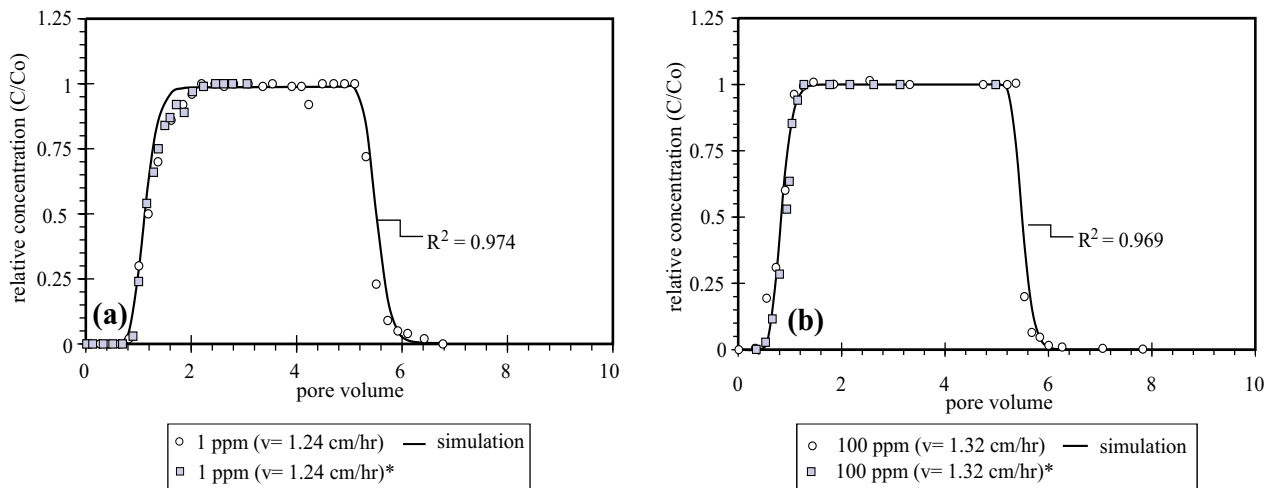 1.25
1
0.75
0.5
0.25
0
relative concentration (C/Co)
(a)
R² = 0.974
0 2 4 6 8 10
pore volume
1 ppm (v= 1.24 cm/hr) simulation
1 ppm (v= 1.24 cm/hr)*
1.25
1
0.75
0.5
0.25
0
relative concentration (C/Co)
(b)
R² = 0.969
0 2 4 6 8 10
pore volume
100 ppm (v= 1.32 cm/hr) simulation
100 ppm (v= 1.32 cm/hr)*